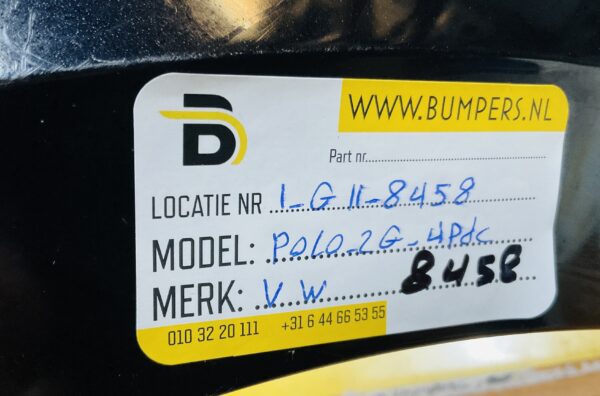 B
WWW.BUMPERS.NL
Part nr
LOCATIE NR 1-G11-8458
MODEL: Polo-2G-4Pdc
MERK: V.W 8458
010 32 20 111 +31 6 44 66 53 55